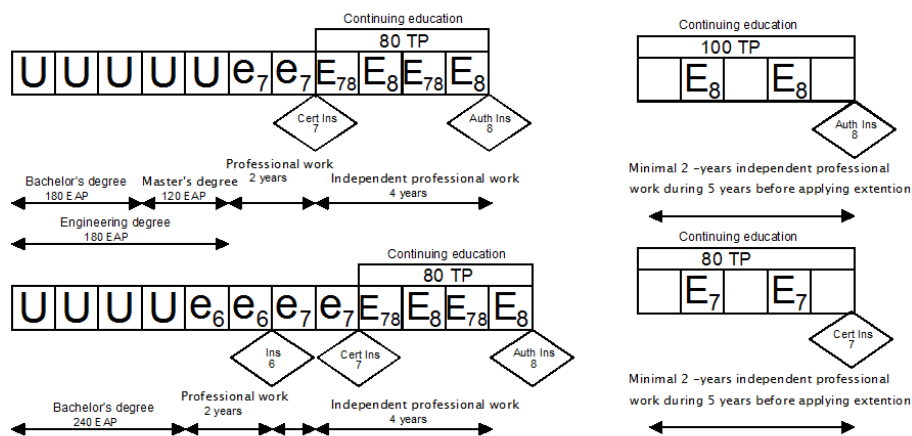 Continuing education
80 TP
U U U U U e7 e7 E78 E8 E78 E8
Cert Ins
7
Auth Ins
8
Professional work
2 years
Bachelor's degree
180 EAP
Master's degree
120 EAP
Independent professional work
4 years
Engineering degree
180 EAP
Continuing education
100 TP
E8 E8
Auth Ins
8
Minimal 2 -years independent professional
work during 5 years before applying extention
Continuing education
80 TP
U U U U e6 e6 e7 e7 E78 E8 E78 E8
Ins
6
Cert Ins
7
Auth Ins
8
Professional work
2 years
Bachelor's degree
240 EAP
Independent professional work
4 years
Continuing education
80 TP
E7 E7
Cert Ins
7
Minimal 2 -years independent professional
work during 5 years before applying extention